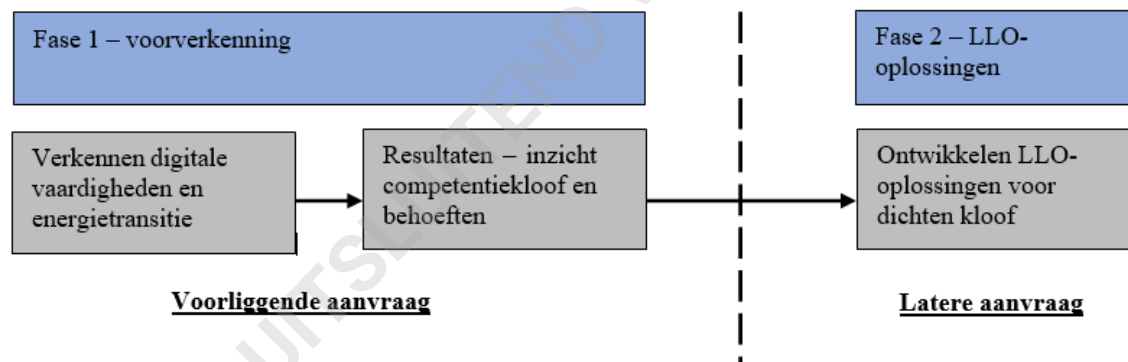 Fase 1 – voorverkenning
Fase 2 – LLO-
oplossingen
Verkennen digitale
vaardigheden en
energietransitie
Resultaten – inzicht
competentiekloof en
behoeften
Ontwikkelen LLO-
oplossingen voor
dichten kloof
Voorliggende aanvraag
Latere aanvraag
UITSLUITEND